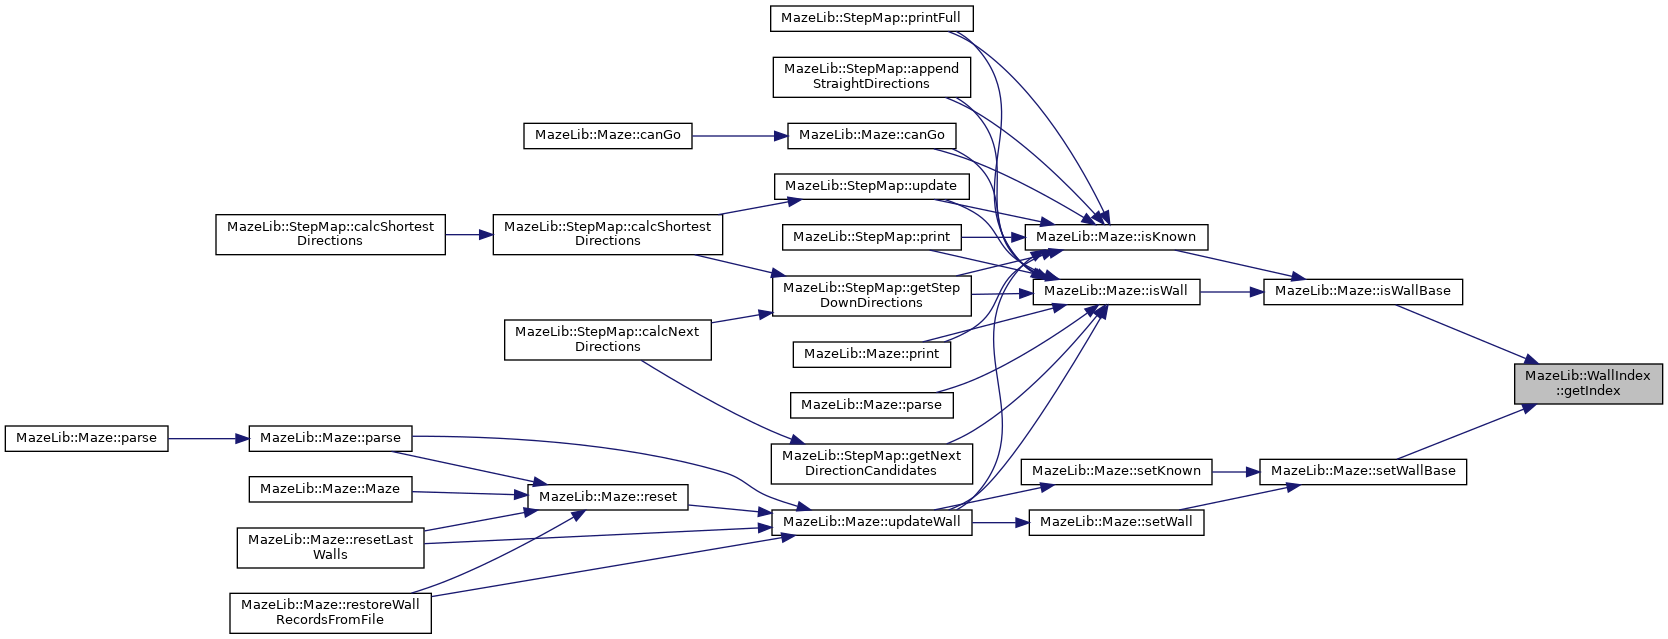 MazeLib::StepMap::printFull
MazeLib::StepMap::append
StraightDirections
MazeLib::Maze::canGo
MazeLib::Maze::canGo
MazeLib::StepMap::update
MazeLib::StepMap::calcShortest
Directions
MazeLib::StepMap::calcShortest
Directions
MazeLib::StepMap::print
MazeLib::Maze::isKnown
MazeLib::StepMap::getStep
DownDirections
MazeLib::Maze::isWall
MazeLib::Maze::isWallBase
MazeLib::StepMap::calcNext
Directions
MazeLib::Maze::print
MazeLib::WallIndex
::getIndex
MazeLib::Maze::parse
MazeLib::Maze::parse
MazeLib::Maze::parse
MazeLib::StepMap::getNext
DirectionCandidates
MazeLib::Maze::setKnown
MazeLib::Maze::setWallBase
MazeLib::Maze::Maze
MazeLib::Maze::reset
MazeLib::Maze::updateWall
MazeLib::Maze::setWall
MazeLib::Maze::resetLast
Walls
MazeLib::Maze::restoreWall
RecordsFromFile